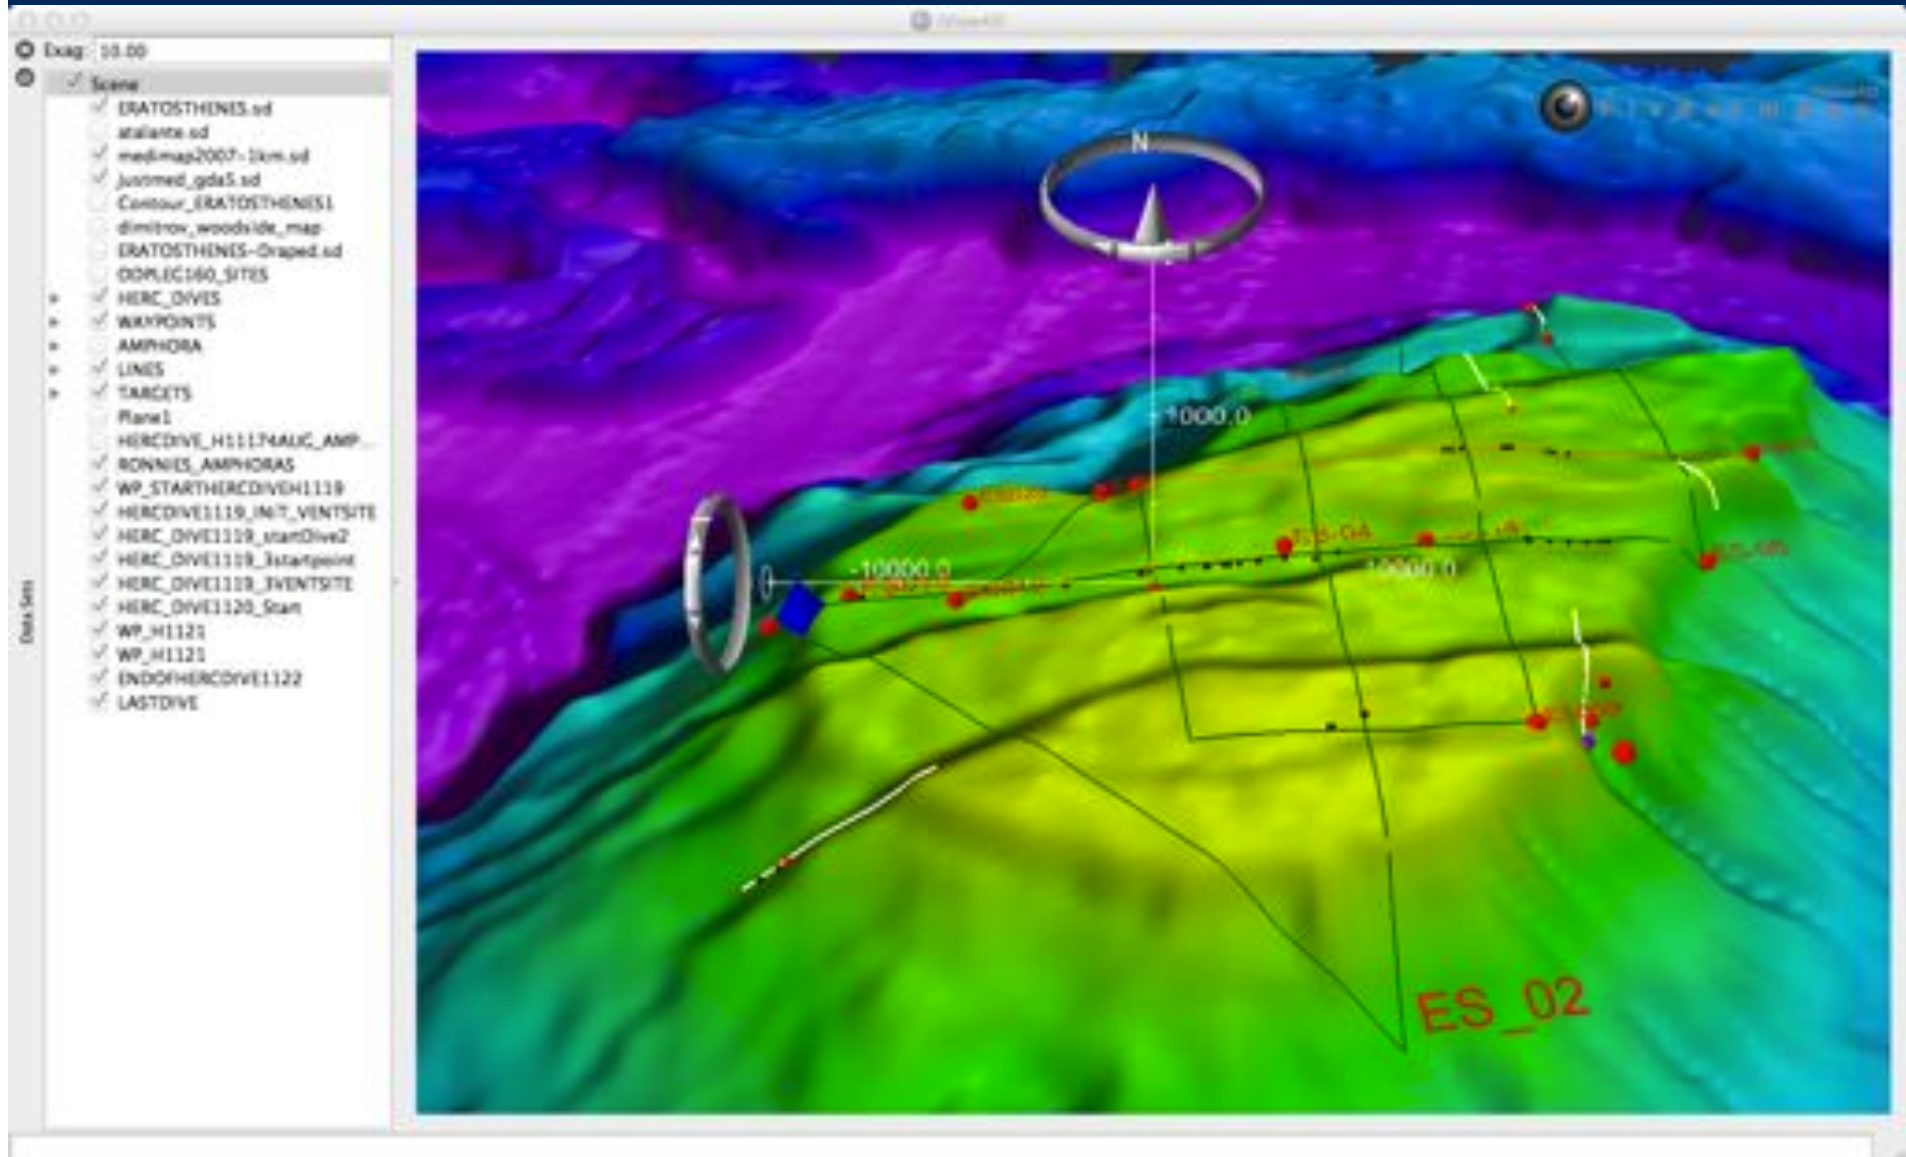 iView4D
Exag: 10.00
Scene
ERATOSTHENES.sd
atalante.sd
medimap2007-1km.sd
justmed_gda5.sd
Contour_ERATOSTHENES1
dimitrov_woodside_map
ERATOSTHENES-Draped.sd
ODPLEG160_SITES
HERC_DIVES
WAYPOINTS
AMPHORA
LINES
TARGETS
Plane1
HERCDIVE_H11174AUG_AMP...
RONNIES_AMPHORAS
WP_STARTHERCDIVEH1119
HERCDIVE1119_INIT_VENTSITE
HERC_DIVE1119_startDive2
HERC_DIVE1119_3startpoint
HERC_DIVE1119_3VENTSITE
HERC_DIVE1120_Start
WP_H1121
WP_H1121
ENDOFHERCDIVE1122
LASTDIVE
Data Sets
N
1000.0
-10000.0
10000.0
ES_02